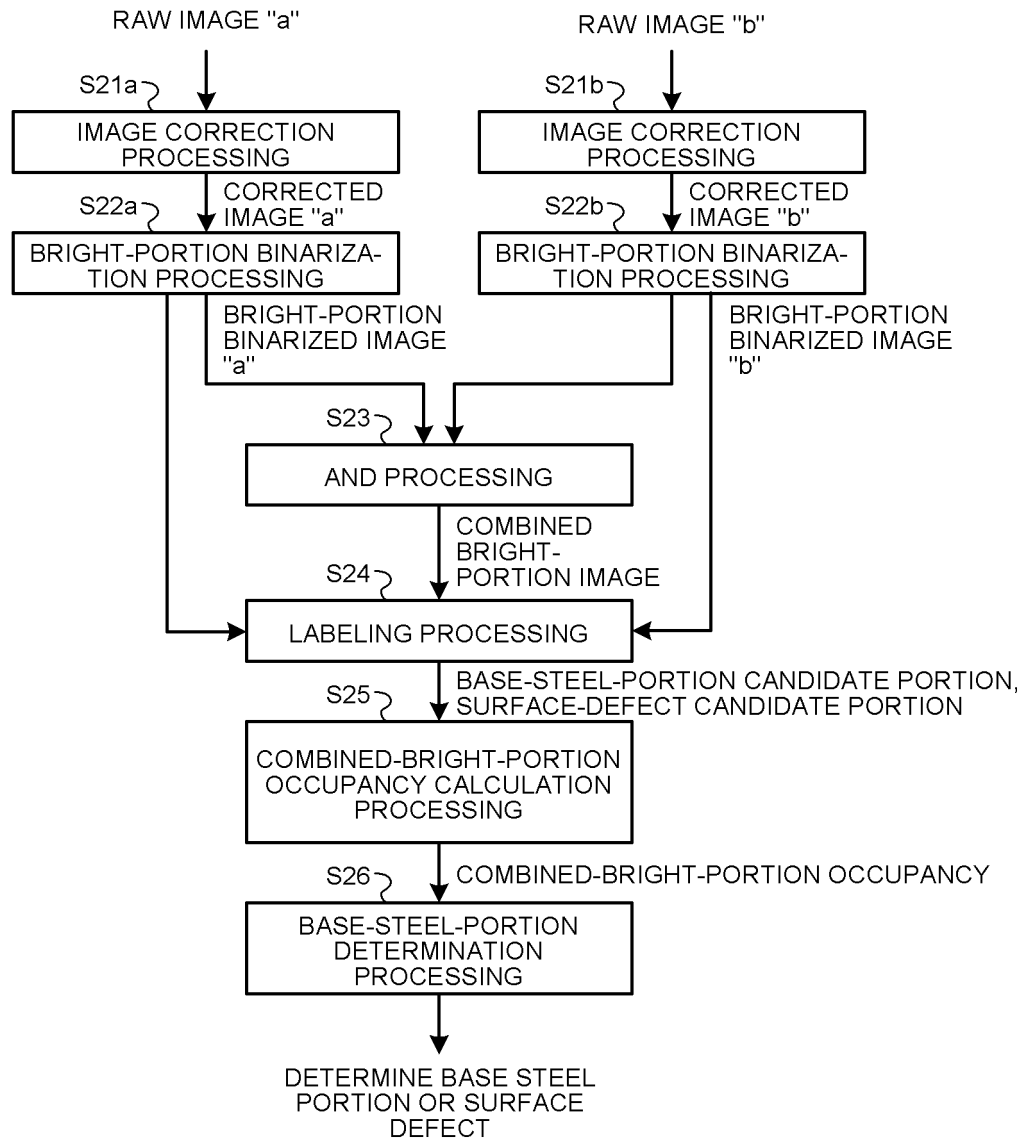 RAW IMAGE "a"
RAW IMAGE "b"
S21a
S21b
IMAGE CORRECTION
PROCESSING
IMAGE CORRECTION
PROCESSING
CORRECTED
IMAGE "a"
CORRECTED
IMAGE "b"
S22a
S22b
BRIGHT-PORTION BINARIZA-
TION PROCESSING
BRIGHT-PORTION BINARIZA-
TION PROCESSING
BRIGHT-PORTION
BINARIZED IMAGE
"a"
BRIGHT-PORTION
BINARIZED IMAGE
"b"
S23
AND PROCESSING
COMBINED
BRIGHT-
PORTION IMAGE
S24
LABELING PROCESSING
BASE-STEEL-PORTION CANDIDATE PORTION,
SURFACE-DEFECT CANDIDATE PORTION
S25
COMBINED-BRIGHT-PORTION
OCCUPANCY CALCULATION
PROCESSING
COMBINED-BRIGHT-PORTION OCCUPANCY
S26
BASE-STEEL-PORTION
DETERMINATION
PROCESSING
DETERMINE BASE STEEL
PORTION OR SURFACE
DEFECT